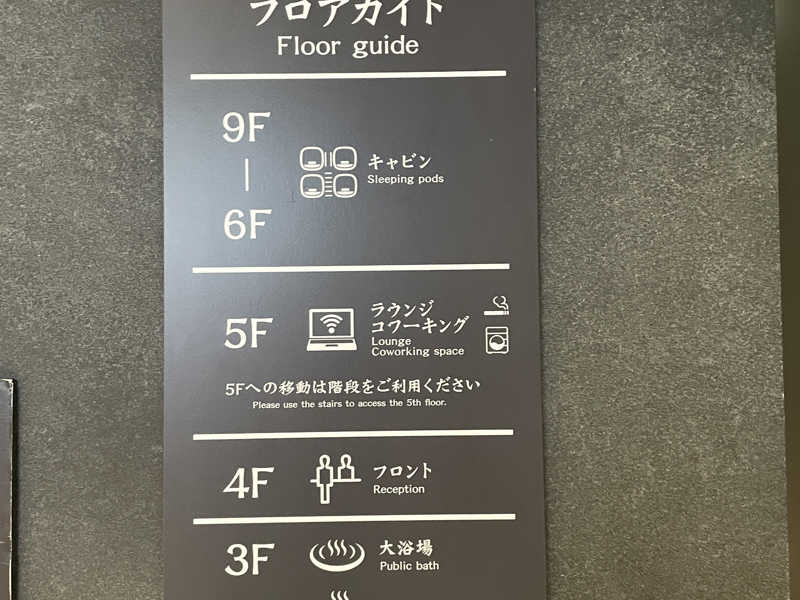 フロアガイド
Floor guide
9F
6F
キャビン
Sleeping pods
5F
ラウンジ
コワーキング
Lounge
Coworking space
5Fへの移動は階段をご利用ください
Please use the stairs to access the 5th floor.
4F
フロント
Reception
3F
大浴場
Public bath